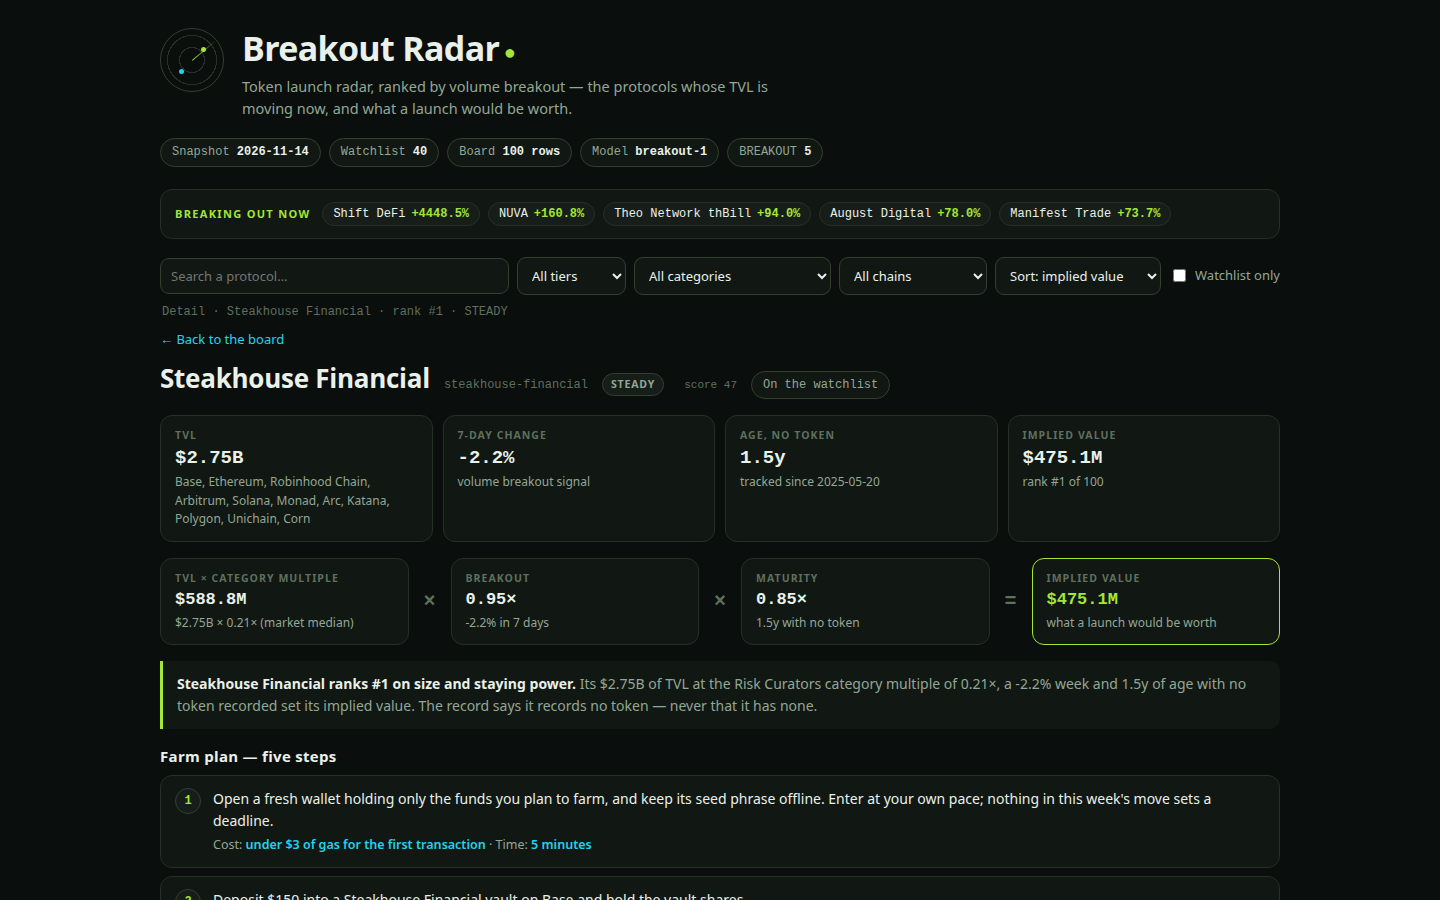 Breakout Radar
Token launch radar, ranked by volume breakout — the protocols whose TVL is
moving now, and what a launch would be worth.
Snapshot 2026-11-14
Watchlist 40
Board 100 rows
Model breakout-1
BREAKOUT 5
BREAKING OUT NOW
Shift DeFi +4448.5%
NUVA +160.8%
Theo Network thBill +94.0%
August Digital +78.0%
Manifest Trade +73.7%
Search a protocol…
All tiers
All categories
All chains
Sort: implied value
Watchlist only
Detail · Steakhouse Financial · rank #1 · STEADY
← Back to the board
Steakhouse Financial
steakhouse-financial
STEADY
score 47
On the watchlist
TVL
$2.75B
Base, Ethereum, Robinhood Chain,
Arbitrum, Solana, Monad, Arc, Katana,
Polygon, Unichain, Corn
7-DAY CHANGE
-2.2%
volume breakout signal
AGE, NO TOKEN
1.5y
tracked since 2025-05-20
IMPLIED VALUE
$475.1M
rank #1 of 100
TVL × CATEGORY MULTIPLE
$588.8M
$2.75B × 0.21× (market median)
×
BREAKOUT
0.95×
-2.2% in 7 days
×
MATURITY
0.85×
1.5y with no token
=
IMPLIED VALUE
$475.1M
what a launch would be worth
Steakhouse Financial ranks #1 on size and staying power. Its $2.75B of TVL at the Risk Curators category multiple of 0.21×, a -2.2% week and 1.5y of age with no
token recorded set its implied value. The record says it records no token — never that it has none.
Farm plan — five steps
1
Open a fresh wallet holding only the funds you plan to farm, and keep its seed phrase offline. Enter at your own pace; nothing in this week's move sets a
deadline.
Cost: under $3 of gas for the first transaction · Time: 5 minutes
2
Deposit $150 into a Steakhouse Financial vault on Base and hold the vault shares.